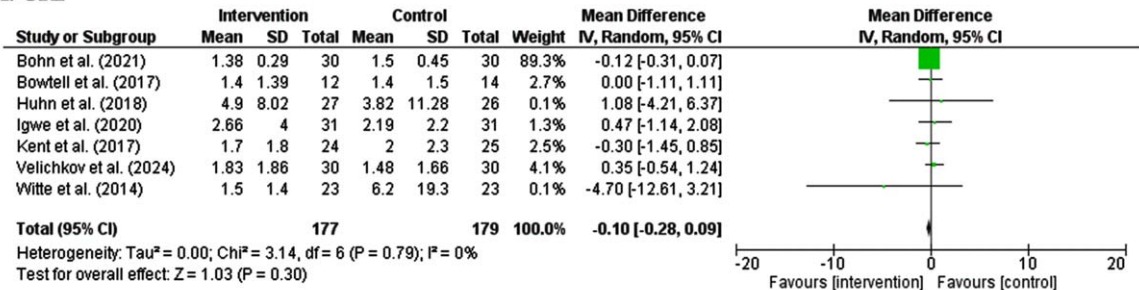 Intervention Control Mean Difference Mean Difference
Study or Subgroup Mean SD Total Mean SD Total Weight IV, Random, 95% CI IV, Random, 95% CI
Bohn et al. (2021) 1.38 0.29 30 1.5 0.45 30 89.3% -0.12 [-0.31, 0.07]
Bowtell et al. (2017) 1.4 1.39 12 1.4 1.5 14 2.7% 0.00 [-1.11, 1.11]
Huhn et al. (2018) 4.9 8.02 27 3.82 11.28 26 0.1% 1.08 [-4.21, 6.37]
Igwe et al. (2020) 2.66 4 31 2.19 2.2 31 1.3% 0.47 [-1.14, 2.08]
Kent et al. (2017) 1.7 1.8 24 2 2.3 25 2.5% -0.30 [-1.45, 0.85]
Velichkov et al. (2024) 1.83 1.86 30 1.48 1.66 30 4.1% 0.35 [-0.54, 1.24]
Witte et al. (2014) 1.5 1.4 23 6.2 19.3 23 0.1% -4.70 [-12.61, 3.21]
Total (95% CI) 177 179 100.0% -0.10 [-0.28, 0.09]
Heterogeneity: Tau² = 0.00; Chi² = 3.14, df = 6 (P = 0.79); I² = 0%
Test for overall effect: Z = 1.03 (P = 0.30)
-20 -10 0 10 20
Favours [intervention] Favours [control]